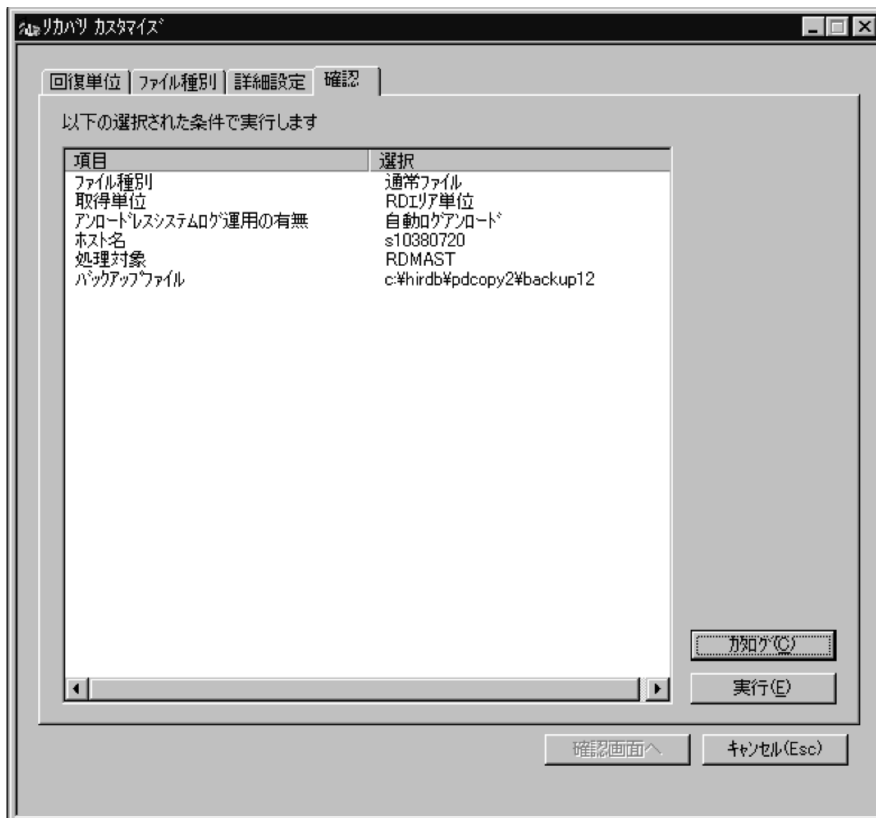 ﾘｶﾊﾞﾘ ｶｽﾀﾏｲｽﾞ
回復単位 ﾌｧｲﾙ種別 詳細設定 確認
以下の選択された条件で実行します
項目 選択
ﾌｧｲﾙ種別 通常ﾌｧｲﾙ
取得単位 RDｴﾘｱ単位
ｱﾝﾛｰﾄﾞﾚｽｼｽﾃﾑﾛｸﾞ運用の有無 自動ﾛｸﾞｱﾝﾛｰﾄﾞ
ﾎｽﾄ名 s10380720
処理対象 RDMAST
ﾊﾞｯｸｱｯﾌﾟﾌｧｲﾙ c:¥hirdb¥pdcopy2¥backup12
ｶﾀﾛｸﾞ(C)
実行(E)
確認画面へ ｷｬﾝｾﾙ(Esc)